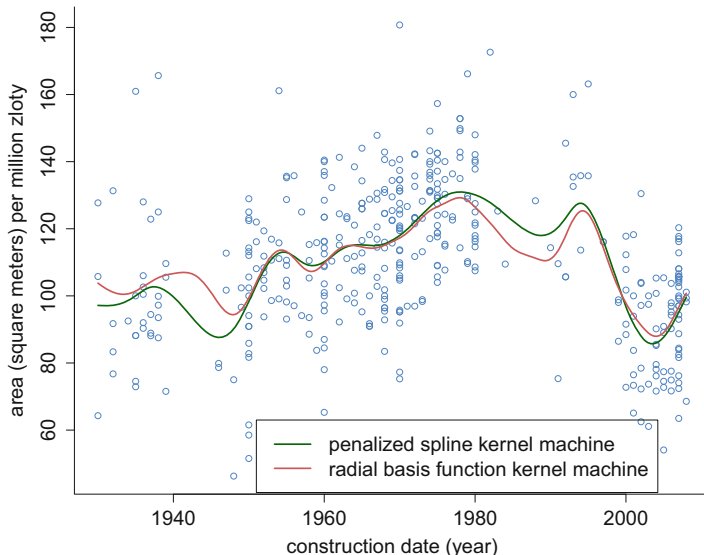 area (square meters) per million zloty
180
160
140
120
100
80
60
penalized spline kernel machine
radial basis function kernel machine
1940
1960
1980
2000
construction date (year)